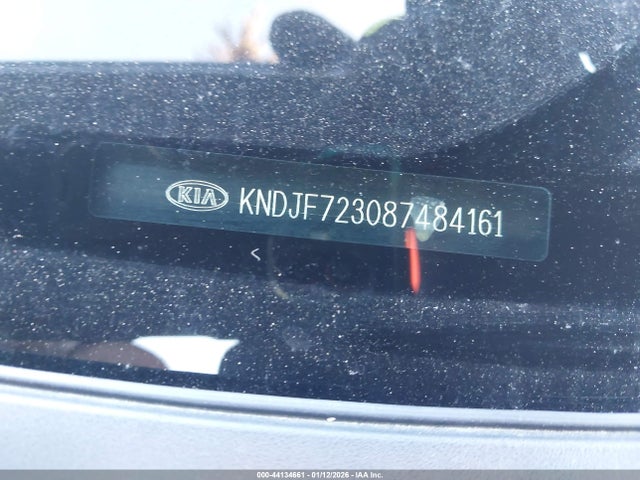 KIA KNDJF723087484161
000-44134661 - 01/12/2026 - IAA Inc.